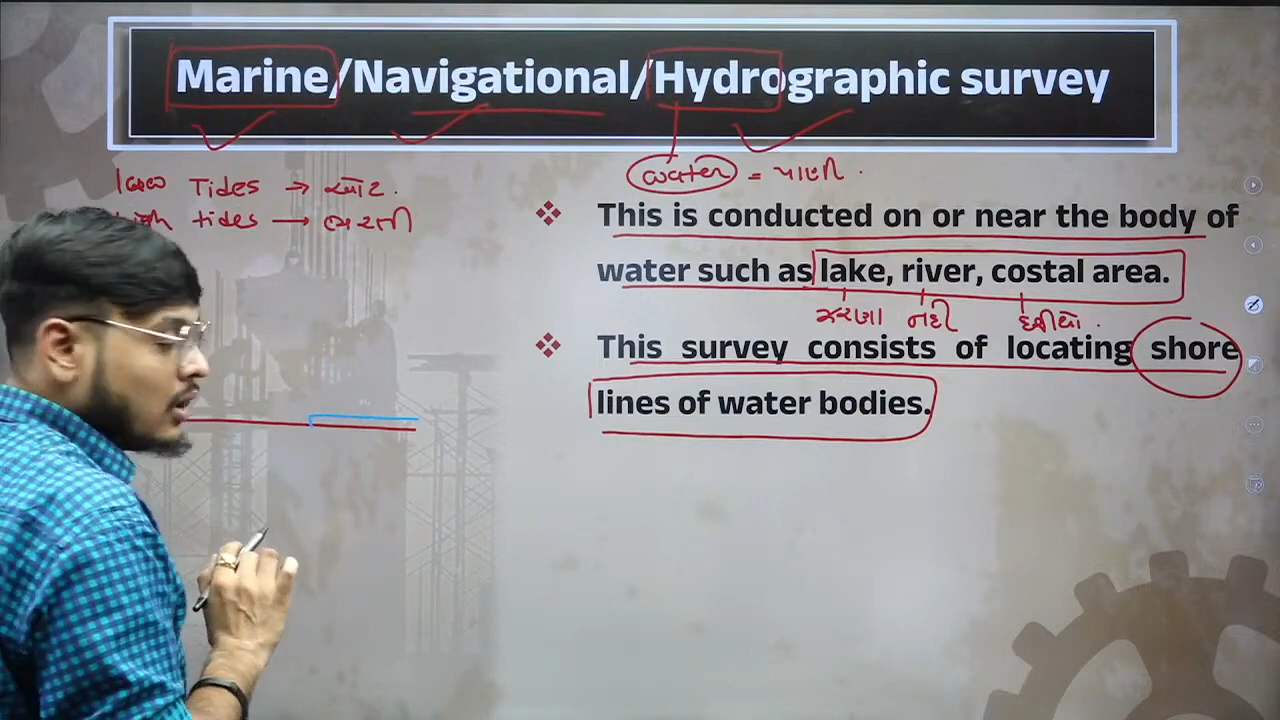 Marine/Navigational/Hydrographic survey
water = પાણી.
low Tides → ઓટ.
tides → ભરતી
❖ This is conducted on or near the body of
water such as lake, river, costal area.
ઝરણા નદી દરીયો.
❖ This survey consists of locating shore
lines of water bodies.